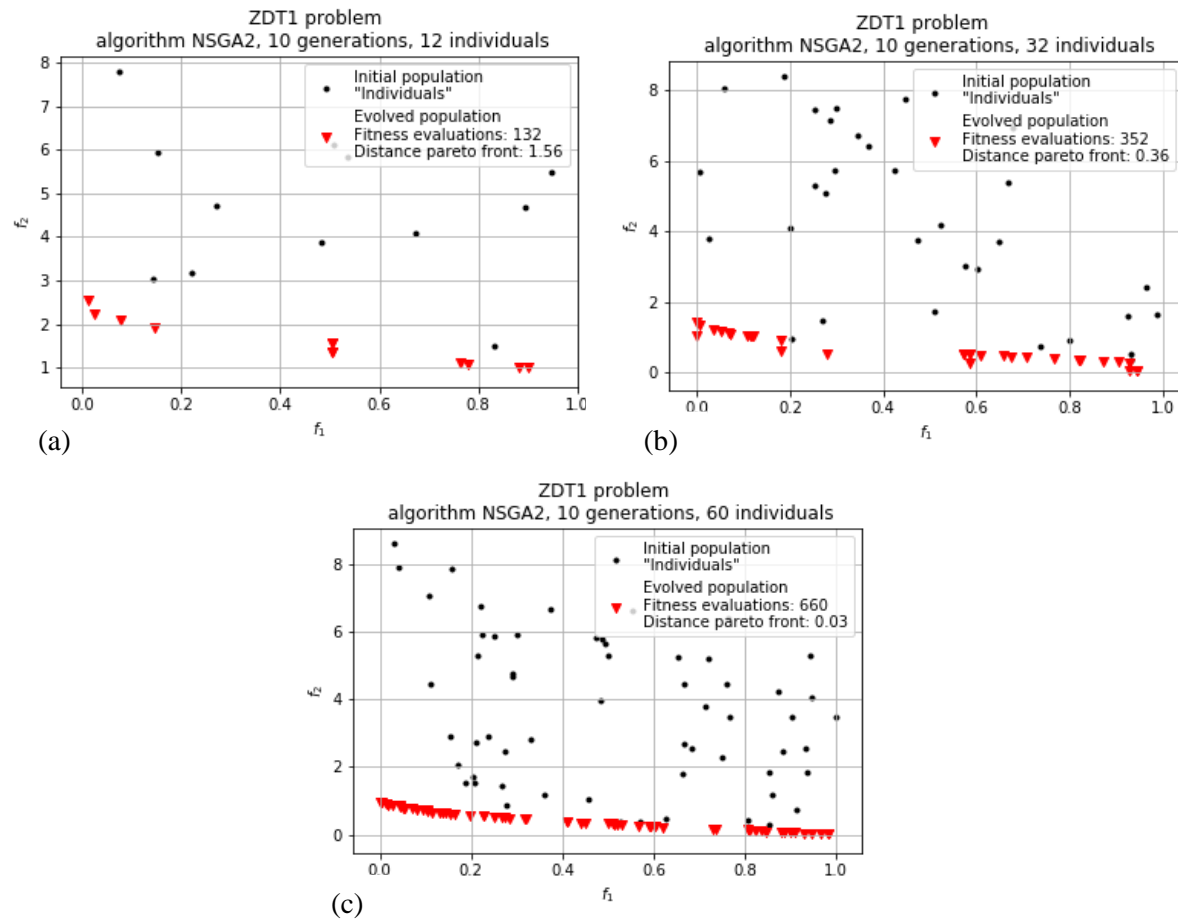 ZDT1 problem
algorithm NSGA2, 10 generations, 12 individuals
8
7
6
5
4
3
2
1
f₂
Initial population
"Individuals"
Evolved population
Fitness evaluations: 132
Distance pareto front: 1.56
0.0 0.2 0.4 0.6 0.8 1.0
f₁
(a)
ZDT1 problem
algorithm NSGA2, 10 generations, 32 individuals
8
6
4
2
0
f₂
Initial population
"Individuals"
Evolved population
Fitness evaluations: 352
Distance pareto front: 0.36
0.0 0.2 0.4 0.6 0.8 1.0
f₁
(b)
ZDT1 problem
algorithm NSGA2, 10 generations, 60 individuals
8
6
4
2
0
f₂
Initial population
"Individuals"
Evolved population
Fitness evaluations: 660
Distance pareto front: 0.03
0.0 0.2 0.4 0.6 0.8 1.0
f₁
(c)